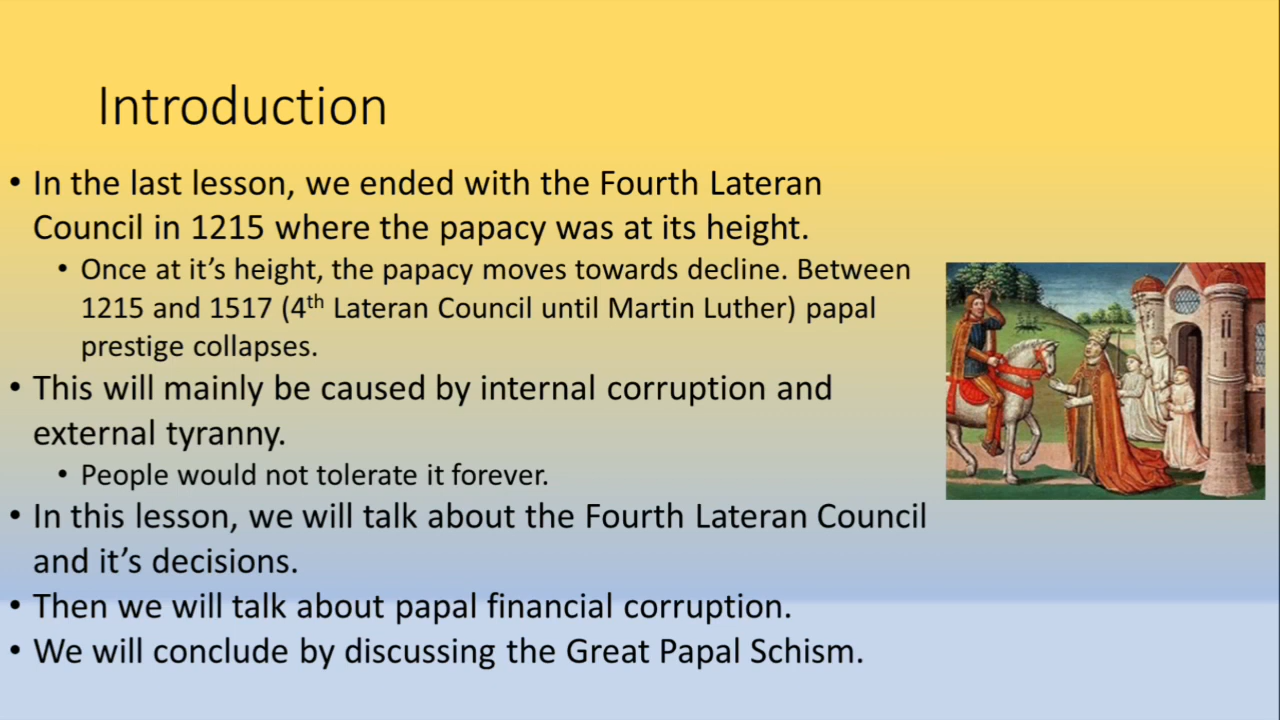 Introduction
• In the last lesson, we ended with the Fourth Lateran
Council in 1215 where the papacy was at its height.
• Once at it’s height, the papacy moves towards decline. Between
1215 and 1517 (4th Lateran Council until Martin Luther) papal
prestige collapses.
• This will mainly be caused by internal corruption and
external tyranny.
• People would not tolerate it forever.
• In this lesson, we will talk about the Fourth Lateran Council
and it’s decisions.
• Then we will talk about papal financial corruption.
• We will conclude by discussing the Great Papal Schism.